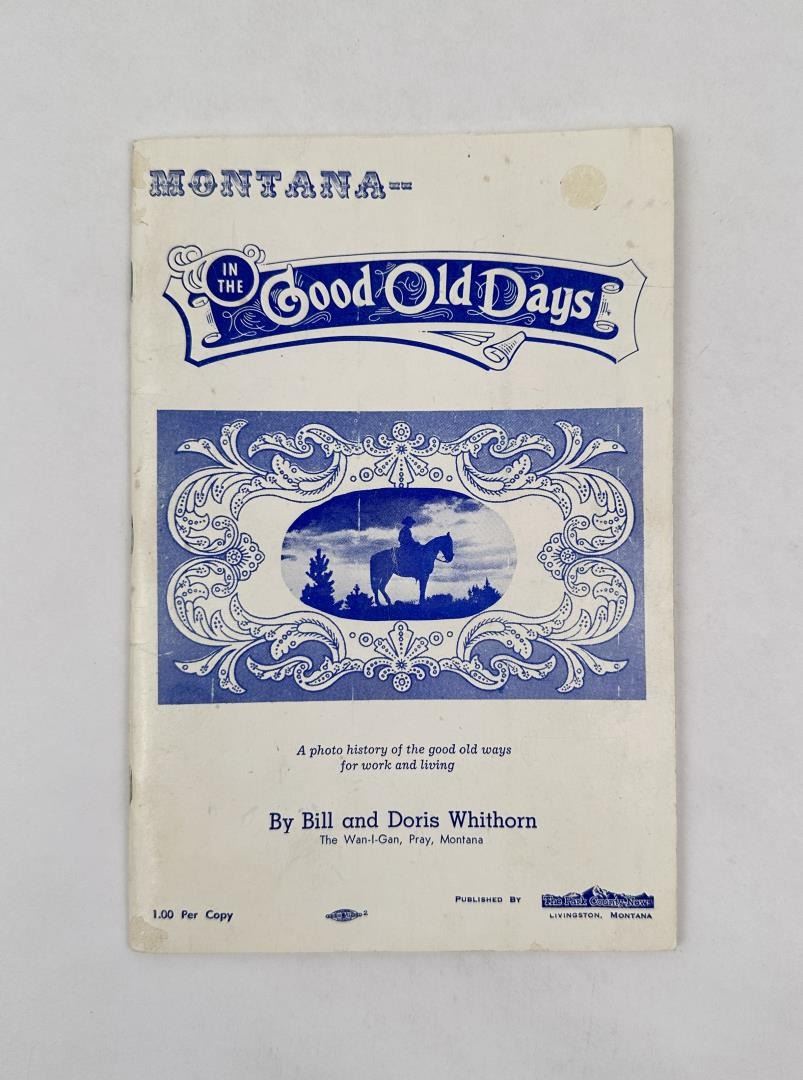 MONTANA--
IN
THE
Good Old Days
A photo history of the good old ways
for work and living
By Bill and Doris Whithorn
The Wan-I-Gan, Pray, Montana
1.00 Per Copy
2
PUBLISHED BY
The Park County News
LIVINGSTON, MONTANA